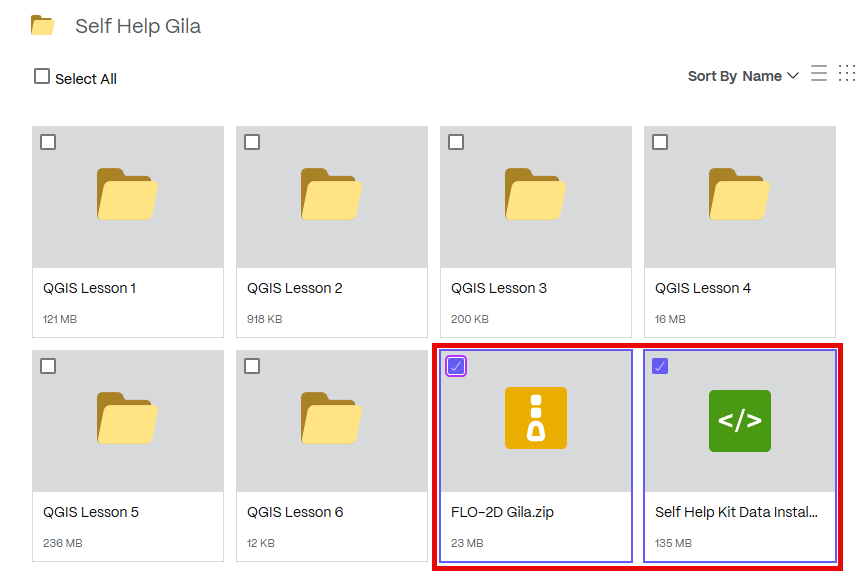 Self Help Gila
Select All
Sort By Name
QGIS Lesson 1
121 MB
QGIS Lesson 2
918 KB
QGIS Lesson 3
200 KB
QGIS Lesson 4
16 MB
QGIS Lesson 5
236 MB
QGIS Lesson 6
12 KB
FLO-2D Gila.zip
23 MB
</>
Self Help Kit Data Instal...
135 MB